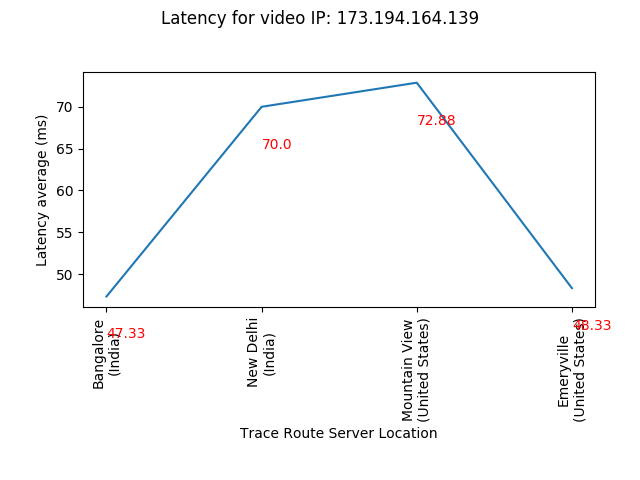 Latency for video IP: 173.194.164.139
Latency average (ms)
70
65
60
55
50
72.88
70.0
47.33
48.33
Bangalore
(India)
New Delhi
(India)
Mountain View
(United States)
Emeryville
(United States)
Trace Route Server Location